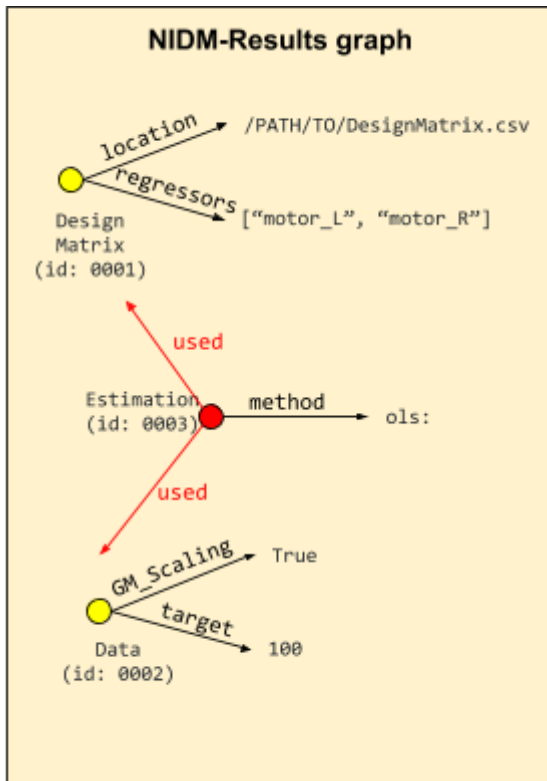 NIDM-Results graph
location
/PATH/TO/DesignMatrix.csv
regressors
["motor_L", "motor_R"]
Design
Matrix
(id: 0001)
used
Estimation
(id: 0003)
method
ols:
used
GM_Scaling
True
target
100
Data
(id: 0002)